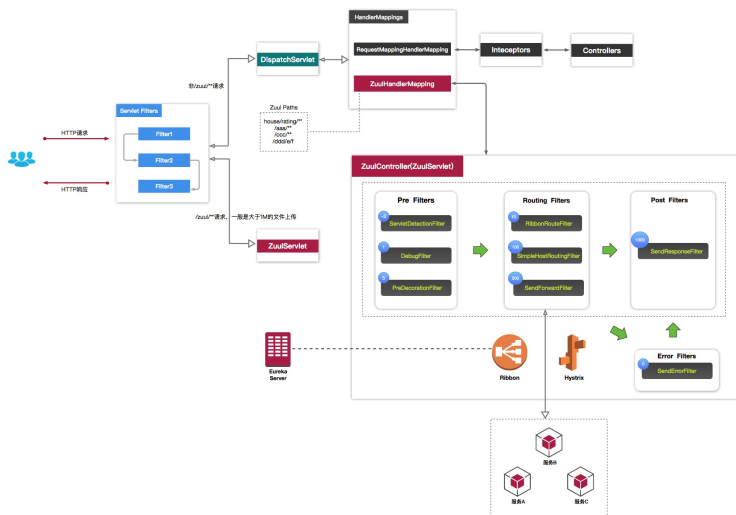 HandlerMappings
RequestMappingHandlerMapping
ZuulHandlerMapping
DispatchServlet
Inteceptors
Controllers
非/zuul/**请求
Zuul Paths
house/rating/**
/aaa/**
/ccc/**
/ddd/e/f
Servlet Filters
Filter1
Filter2
Filter3
HTTP请求
HTTP响应
/zuul/**请求，一般是大于1M的文件上传
ZuulServlet
ZuulController(ZuulServlet)
Pre Filters
-3
ServletDetectionFilter
1
DebugFilter
5
PreDecorationFilter
Routing Filters
10
RibbonRouteFilter
100
SimpleHostRoutingFilter
500
SendForwardFilter
Post Filters
1000
SendResponseFilter
Error Filters
SendErrorFilter
Eureka
Server
Ribbon
Hystrix
服务B
服务A
服务C